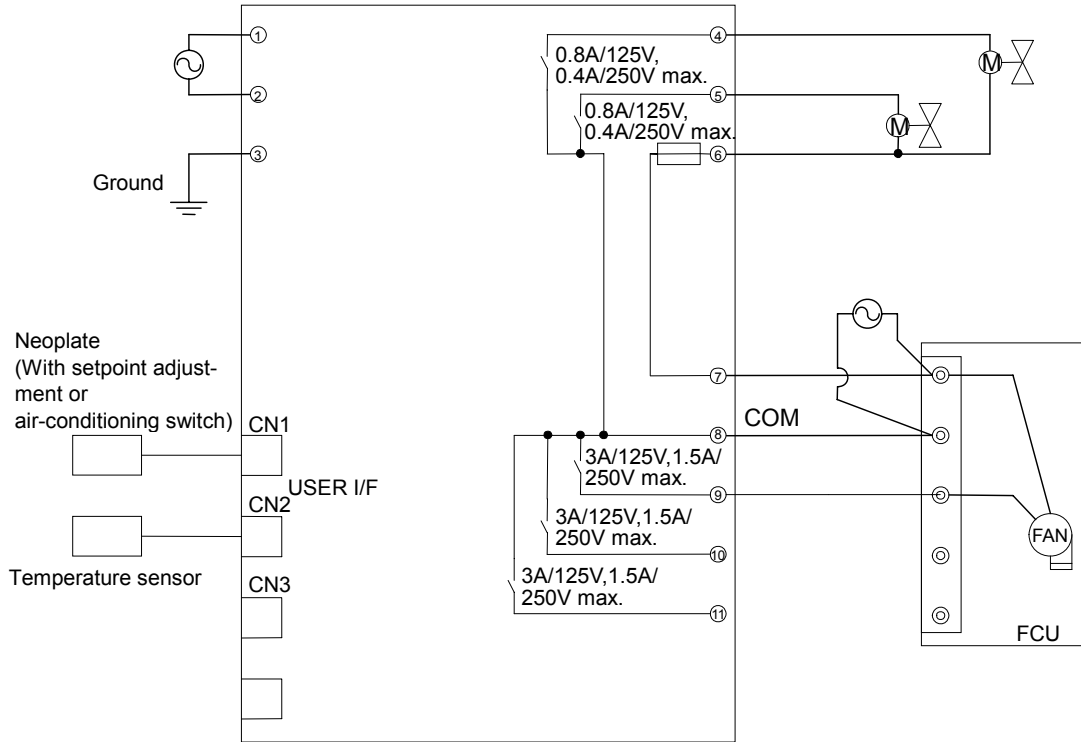 1
2
3
Ground
4
0.8A/125V,
0.4A/250V max.
5
0.8A/125V,
0.4A/250V max.
6
M
M
Neoplate
(With setpoint adjust-
ment or
air-conditioning switch)
CN1
USER I/F
CN2
Temperature sensor
CN3
7
8
COM
3A/125V,1.5A/
250V max.
9
3A/125V,1.5A/
250V max.
10
3A/125V,1.5A/
250V max.
11
FAN
FCU